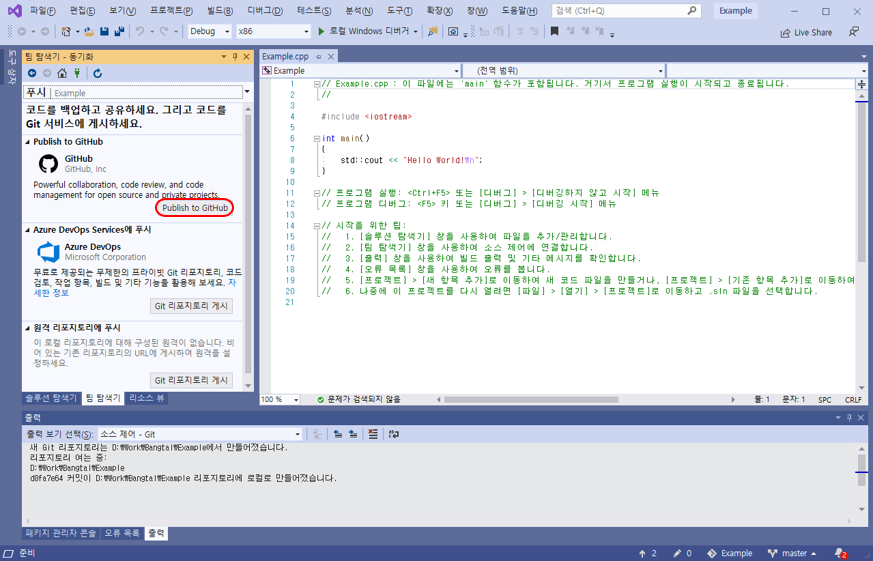 파일(F) 편집(E) 보기(V) 프로젝트(P) 빌드(B) 디버그(D) 테스트(S) 분석(N) 도구(T) 확장(X) 창(W) 도움말(H) 검색 (Ctrl+Q) Example
Debug x86 로컬 Windows 디버거 Live Share
도구 상자
팀 탐색기 - 동기화
푸시 | Example
코드를 백업하고 공유하세요. 그리고 코드를
Git 서비스에 게시하세요.
Publish to GitHub
GitHub
GitHub, Inc
Powerful collaboration, code review, and code
management for open source and private projects.
Publish to GitHub
Azure DevOps Services에 푸시
Azure DevOps
Microsoft Corporation
무료로 제공되는 무제한의 프라이빗 Git 리포지토리, 코드
검토, 작업 항목, 빌드 및 기타 기능을 활용해 보세요. 자
세한 정보
Git 리포지토리 게시
원격 리포지토리에 푸시
이 로컬 리포지토리에 대해 구성된 원격이 없습니다. 비
어 있는 기존 리포지토리의 URL에 게시하여 원격을 설
정하세요.
Git 리포지토리 게시
솔루션 탐색기 팀 탐색기 리소스 뷰
Example.cpp
Example (전역 범위)
1 // Example.cpp : 이 파일에는 'main' 함수가 포함됩니다. 거기서 프로그램 실행이 시작되고 종료됩니다.
2 //
3
4 #include <iostream>
5
6 int main()
7 {
8 std::cout << "Hello World!\n";
9 }
10
11 // 프로그램 실행: <Ctrl+F5> 또는 [디버그] > [디버깅하지 않고 시작] 메뉴
12 // 프로그램 디버그: <F5> 키 또는 [디버그] > [디버깅 시작] 메뉴
13
14 // 시작을 위한 팁:
15 // 1. [솔루션 탐색기] 창을 사용하여 파일을 추가/관리합니다.
16 // 2. [팀 탐색기] 창을 사용하여 소스 제어에 연결합니다.
17 // 3. [출력] 창을 사용하여 빌드 출력 및 기타 메시지를 확인합니다.
18 // 4. [오류 목록] 창을 사용하여 오류를 봅니다.
19 // 5. [프로젝트] > [새 항목 추가]로 이동하여 새 코드 파일을 만들거나, [프로젝트] > [기존 항목 추가]로 이동하여
20 // 6. 나중에 이 프로젝트를 다시 열려면 [파일] > [열기] > [프로젝트]로 이동하고 .sln 파일을 선택합니다.
21
100 % 문제가 검색되지 않음 줄: 1 문자: 1 SPC CRLF
출력
출력 보기 선택(S): 소스 제어 - Git
새 Git 리포지토리는 D:\Work\Bangtal\Example에서 만들어졌습니다.
리포지토리 여는 중:
D:\Work\Bangtal\Example
d8fa7e64 커밋이 D:\Work\Bangtal\Example 리포지토리에 로컬로 만들어졌습니다.
패키지 관리자 콘솔 오류 목록 출력
준비 2 0 Example master 2